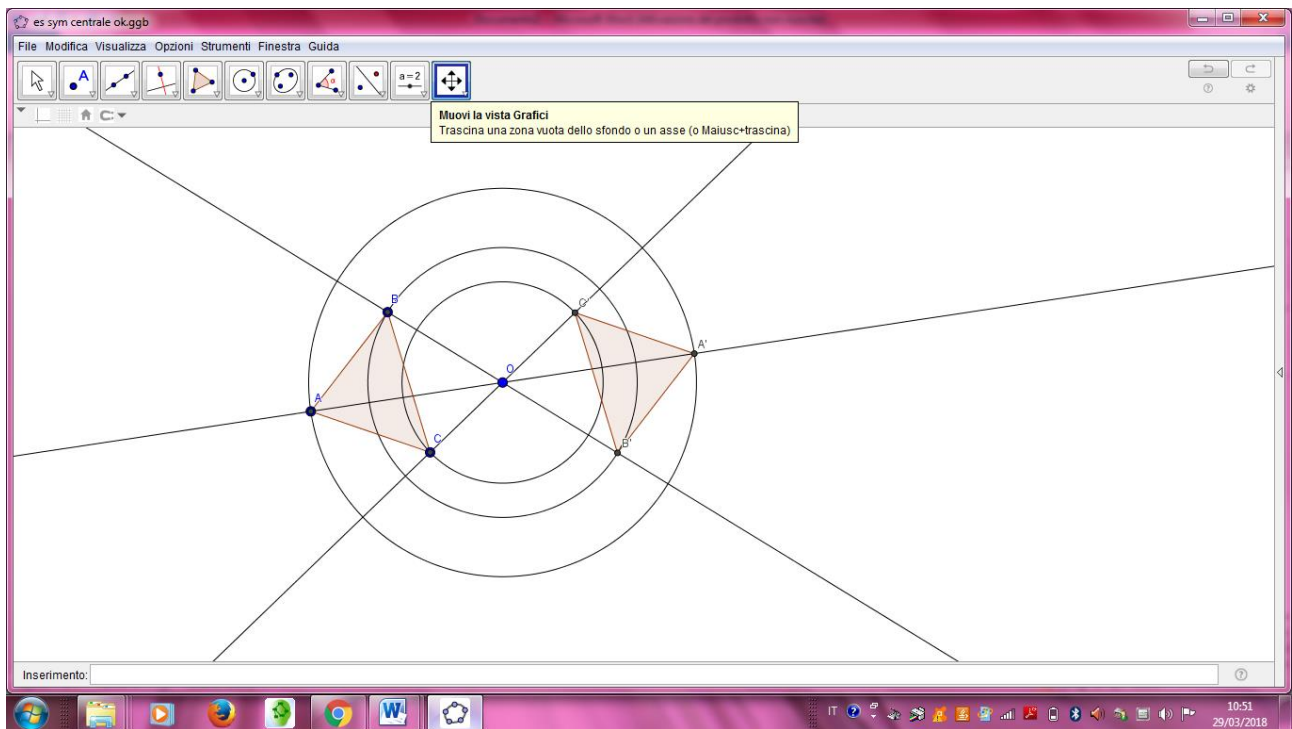 es sym centrale ok.ggb
File Modifica Visualizza Opzioni Strumenti Finestra Guida
A
a = 2
Muovi la vista Grafici
Trascina una zona vuota dello sfondo o un asse (o Maiusc+trascina)
B
C'
A'
O
A
C
B'
Inserimento:
W
IT
10:51
29/03/2018